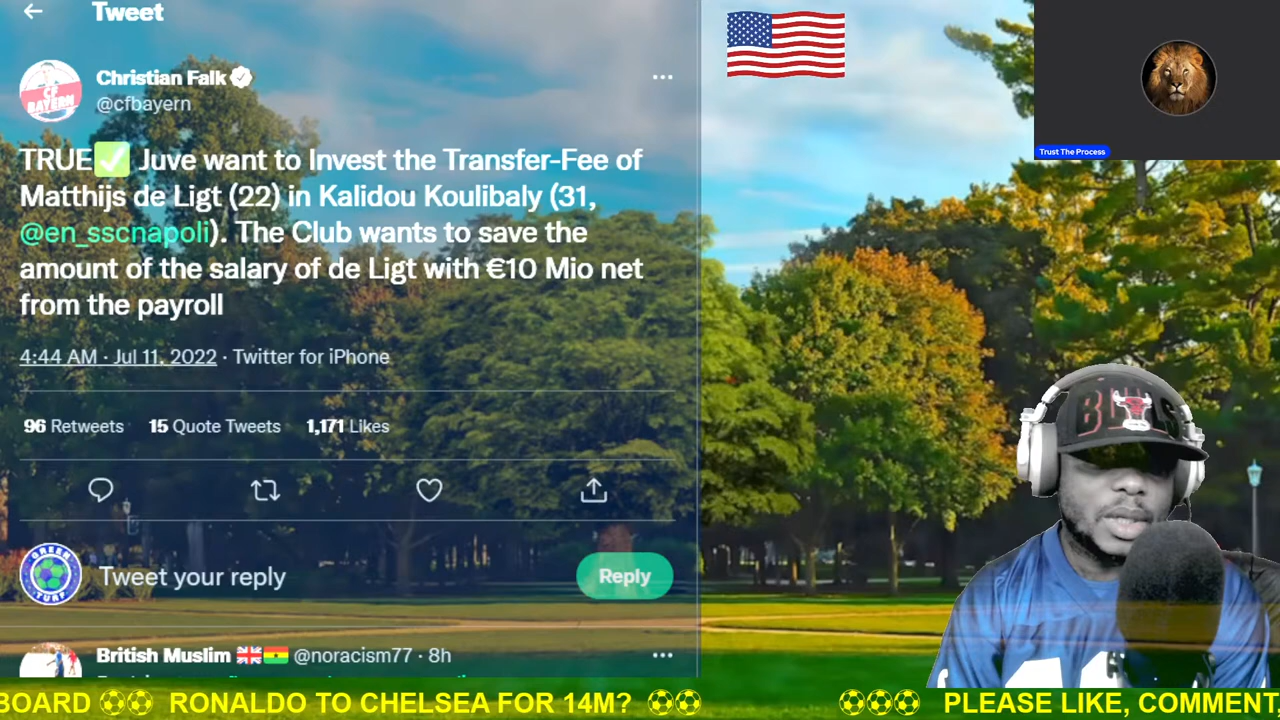 Tweet
Christian Falk
@cfbayern
TRUE✅ Juve want to Invest the Transfer-Fee of
Matthijs de Ligt (22) in Kalidou Koulibaly (31,
@en_sscnapoli). The Club wants to save the
amount of the salary of de Ligt with €10 Mio net
from the payroll
4:44 AM · Jul 11, 2022 · Twitter for iPhone
96 Retweets 15 Quote Tweets 1,171 Likes
GREEN TURF
Tweet your reply
Reply
British Muslim 🇬🇧🇬🇭 @noracism77 · 8h
Trust The Process
BULLS
BOARD ⚽⚽ RONALDO TO CHELSEA FOR 14M? ⚽⚽ ⚽⚽⚽ PLEASE LIKE, COMMENT.